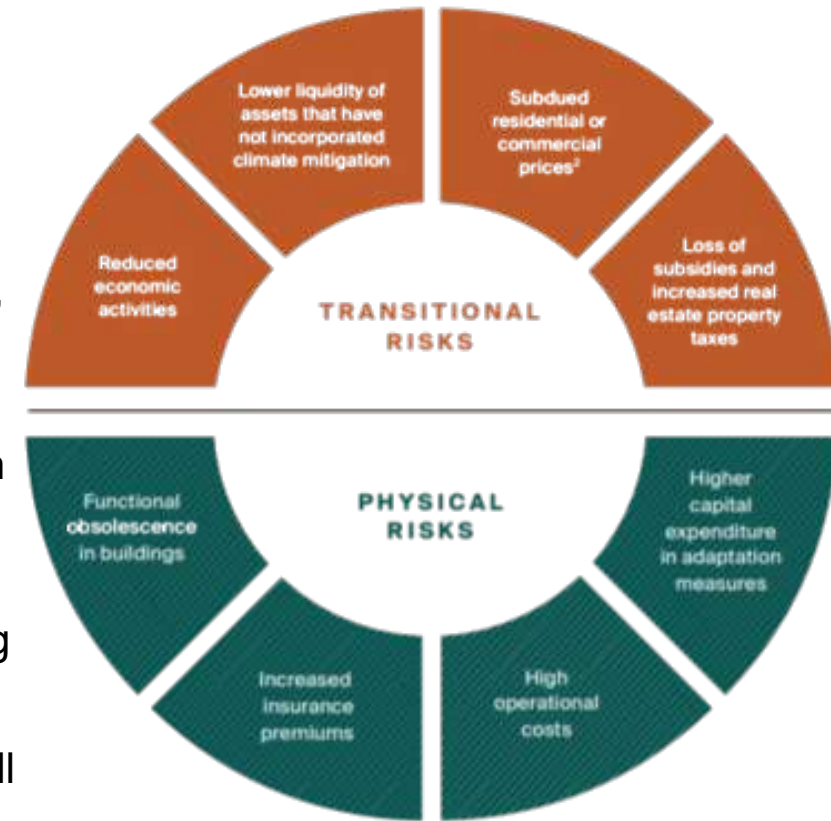 Lower liquidity of
assets that have
not incorporated
climate mitigation
Subdued
residential or
commercial
prices²
Reduced
economic
activities
Loss of
subsidies and
increased real
estate property
taxes
TRANSITIONAL
RISKS
PHYSICAL
RISKS
Functional
obsolescence
in buildings
Higher
capital
expenditure
in adaptation
measures
Increased
insurance
premiums
High
operational
costs